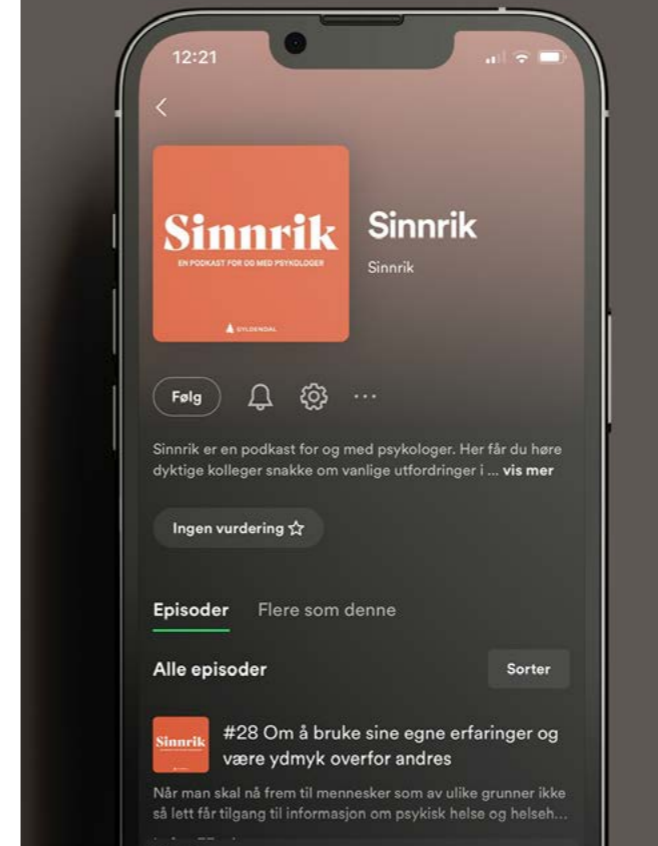 12:21
Sinnrik
EN PODKAST FOR OG MED PSYKOLOGER
GYLDENDAL
Sinnrik
Sinnrik
Følg
Sinnrik er en podkast for og med psykologer. Her får du høre
dyktige kolleger snakke om vanlige utfordringer i ... vis mer
Ingen vurdering
Episoder Flere som denne
Alle episoder
Sorter
Sinnrik
#28 Om å bruke sine egne erfaringer og
være ydmyk overfor andres
Når man skal nå frem til mennesker som av ulike grunner ikke
så lett får tilgang til informasjon om psykisk helse og helseh...